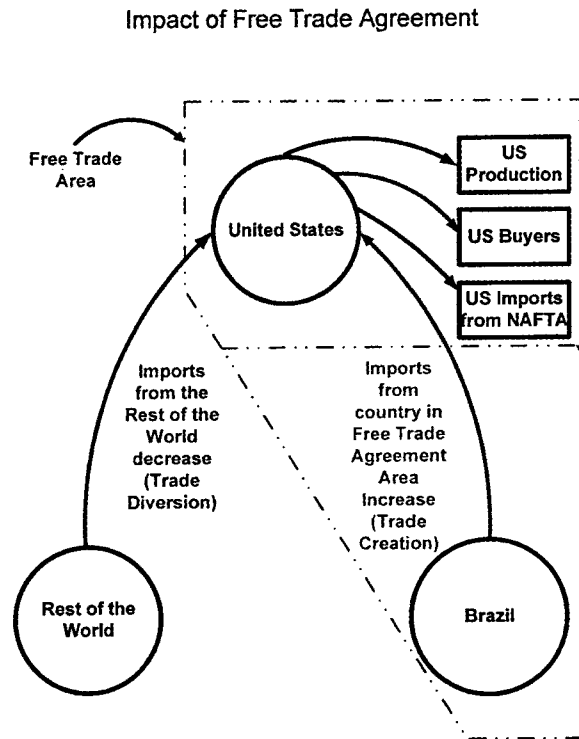 Impact of Free Trade Agreement
Free Trade
Area
United States
US
Production
US Buyers
US Imports
from NAFTA
Imports
from the
Rest of the
World
decrease
(Trade
Diversion)
Imports
from
country in
Free Trade
Agreement
Area
Increase
(Trade
Creation)
Rest of the
World
Brazil